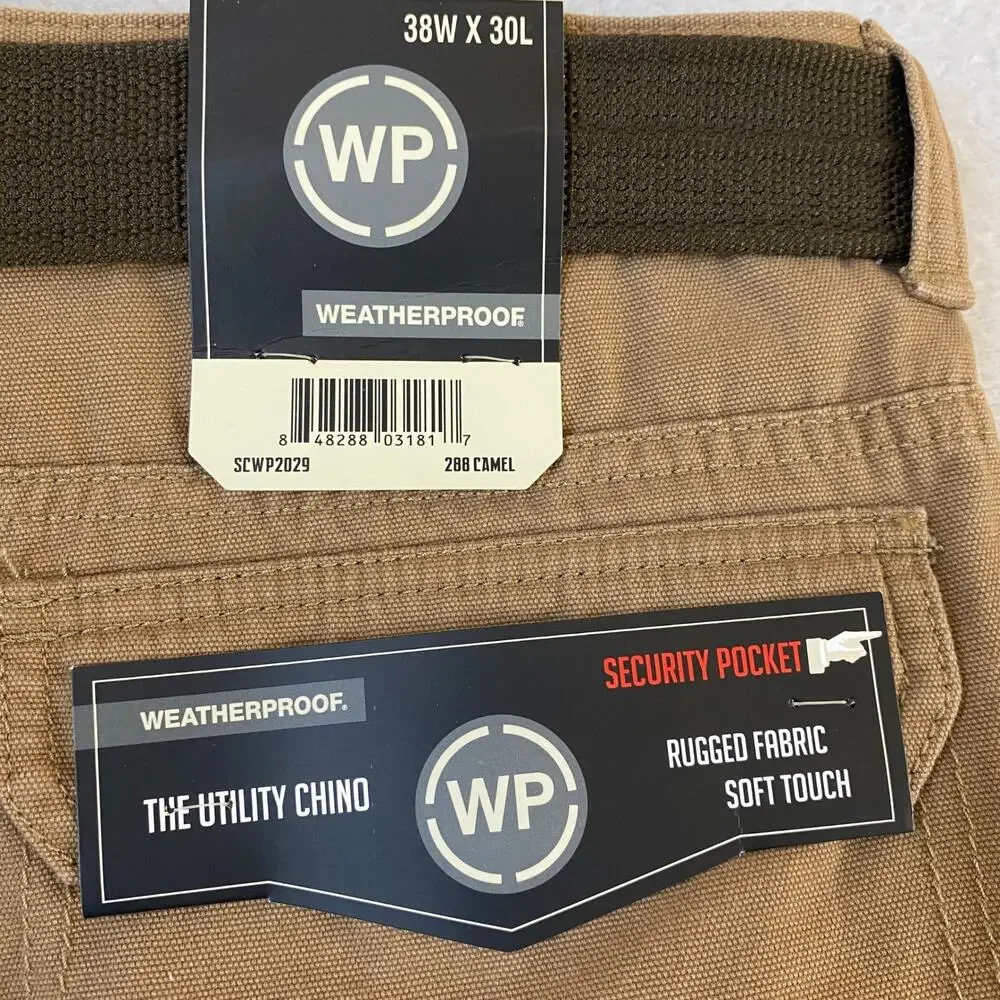 38W X 30L
WP
WEATHERPROOF®
8 48288 03181 7
SCWP2029 288 CAMEL
SECURITY POCKET
WEATHERPROOF®
RUGGED FABRIC
THE UTILITY CHINO
WP
SOFT TOUCH